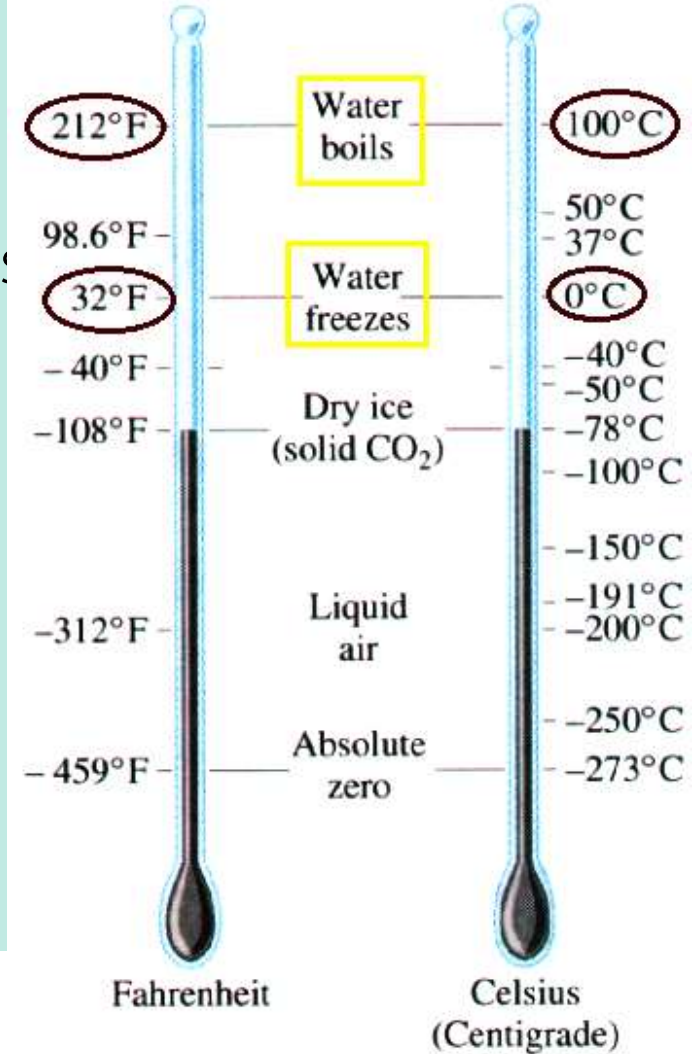 212°F
Water
boils
100°C
50°C
98.6°F
37°C
S
32°F
Water
freezes
0°C
–40°F
–40°C
–50°C
–108°F
Dry ice
(solid CO₂)
–78°C
–100°C
–150°C
–312°F
Liquid
air
–191°C
–200°C
–250°C
–459°F
Absolute
zero
–273°C
Fahrenheit
Celsius
(Centigrade)